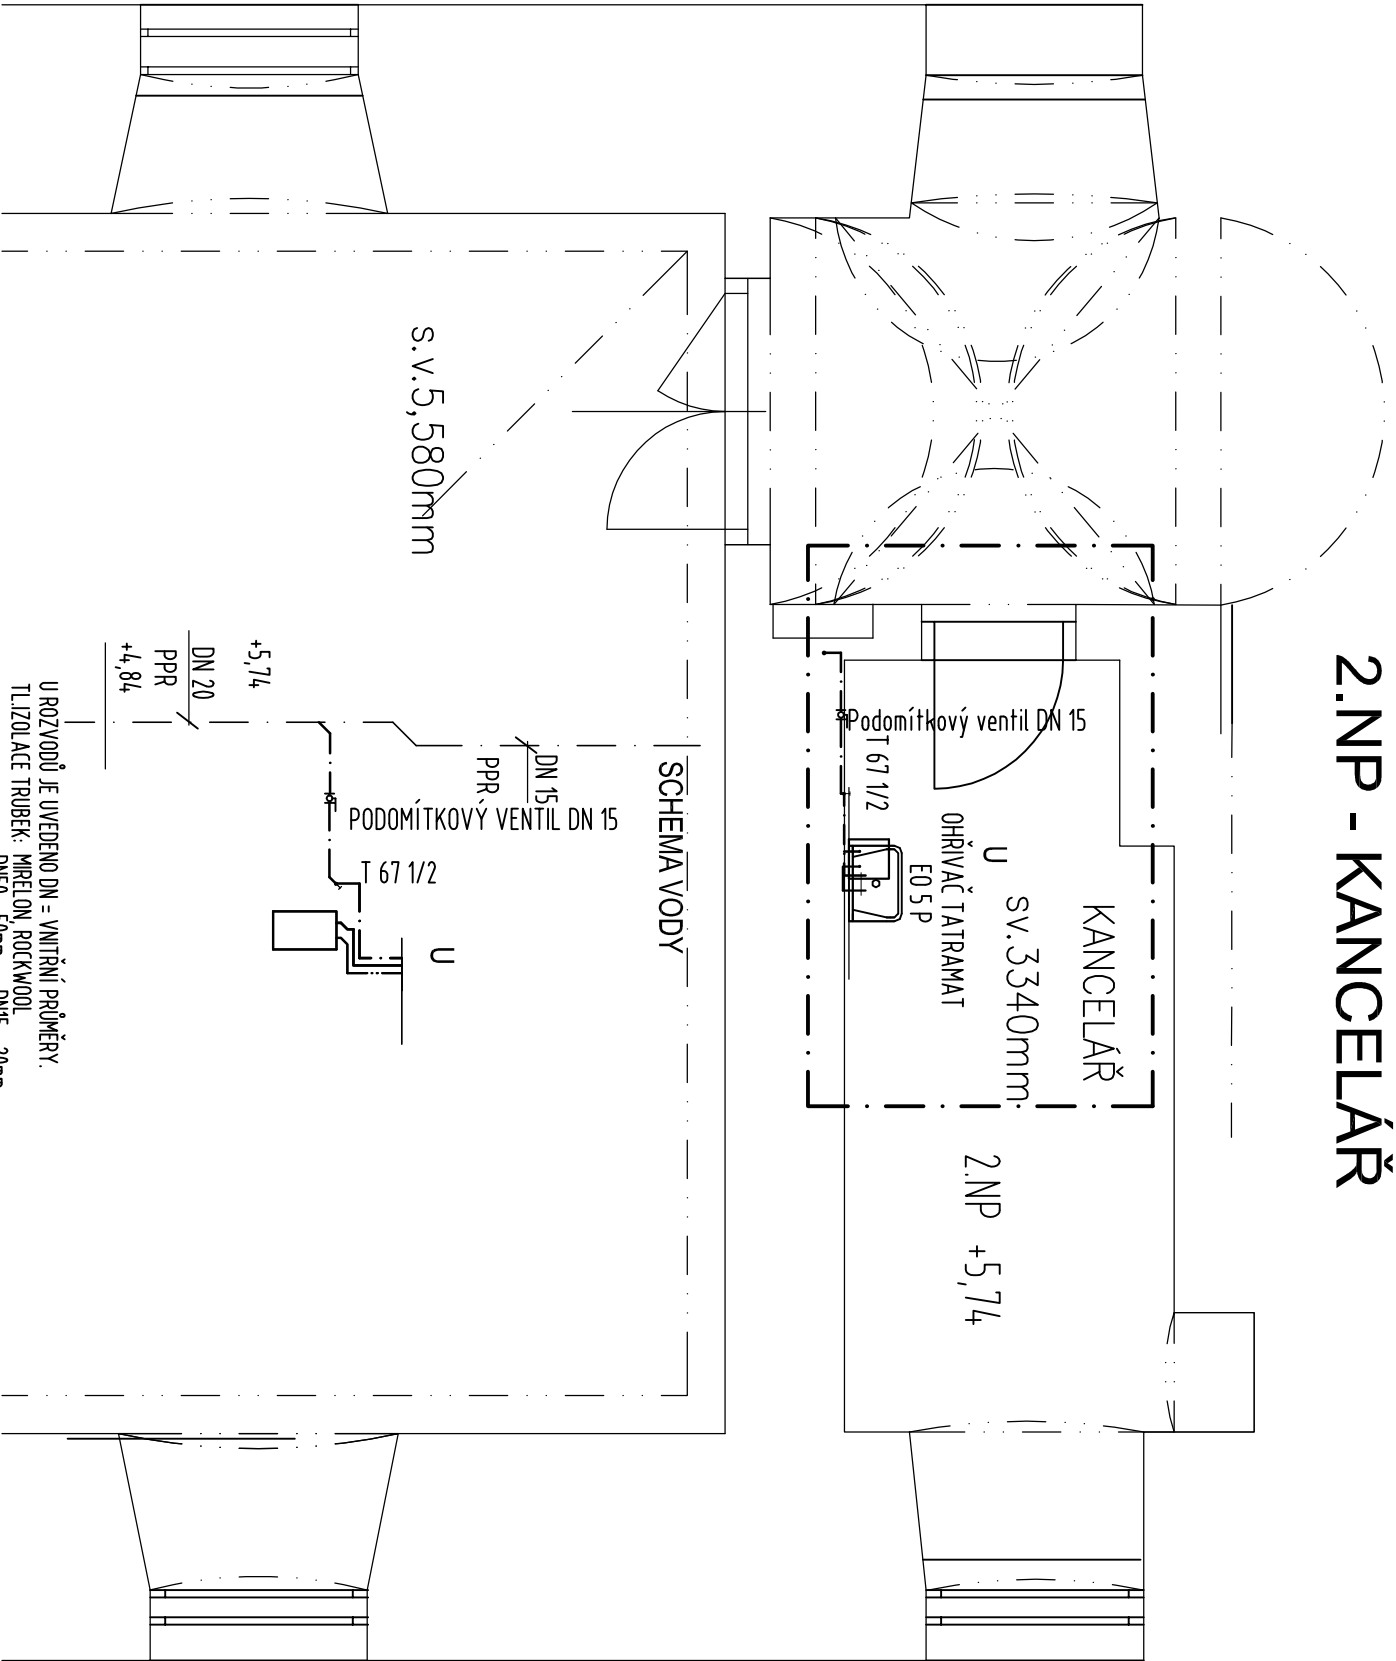 2.NP - KANCELÁŘ
KANCELÁŘ
sv.3340mm
2.NP +5,74
U
OHŘIVAČ TATRAMAT
EO 5 P
Podomítkový ventil DN 15
T 67 1/2
SCHEMA VODY
s.v.5,580mm
DN 15
PPR
PODOMÍTKOVÝ VENTIL DN 15
T 67 1/2
U
+5,74
DN 20
PPR
+4,84
U ROZVODŮ JE UVEDENO DN = VNITŘNÍ PRŮMĚRY.
TL.IZOLACE TRUBEK: MIRELON, ROCKWOOL